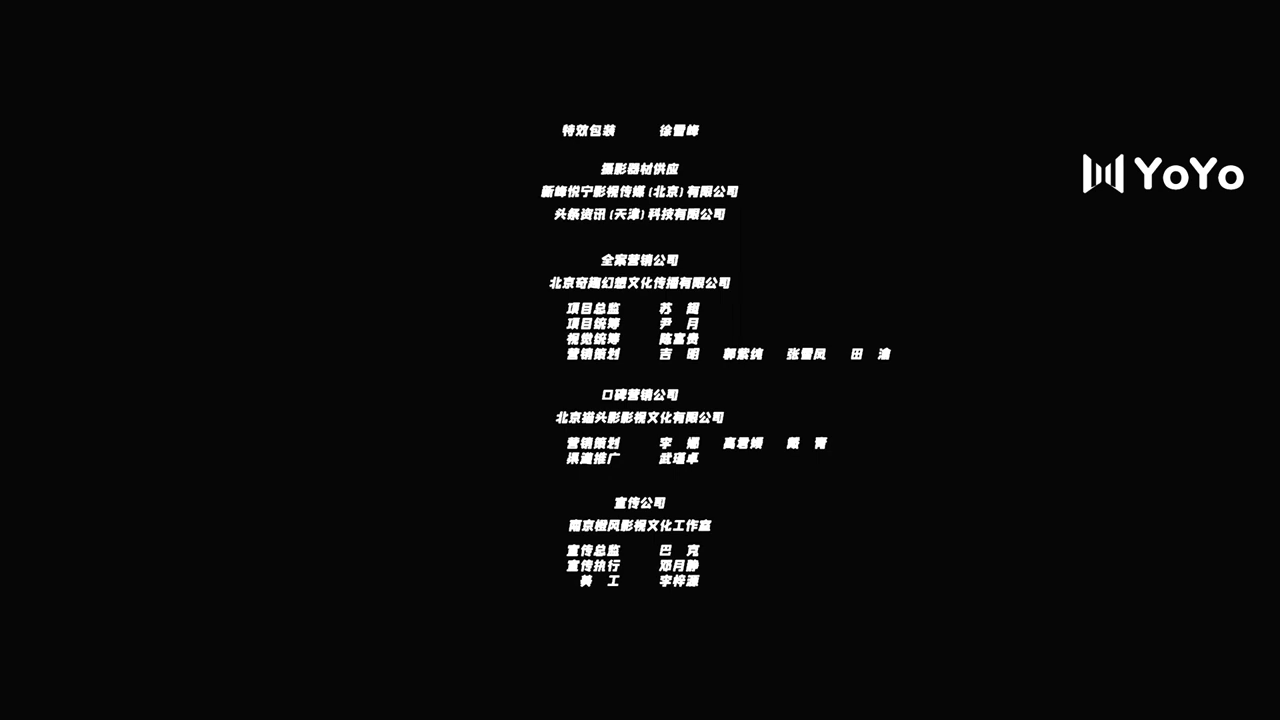 特效包装 徐雪峰
摄影器材供应
新峰悦宁影视传媒(北京)有限公司
头条资讯(天津)科技有限公司
YoYo
全案营销公司
北京奇趣幻想文化传播有限公司
项目总监 苏 超
项目统筹 尹 月
视觉统筹 陈富贵
营销策划 吉 明 郭紫纯 张雪凤 田 渝
口碑营销公司
北京猫头影影视文化有限公司
营销策划 李 娜 高君 戴 青
渠道推广 武瑾卓
宣传公司
南京橙风影视文化工作室
宣传总监 巴 克
宣传执行 邓月静
美 工 李梓源